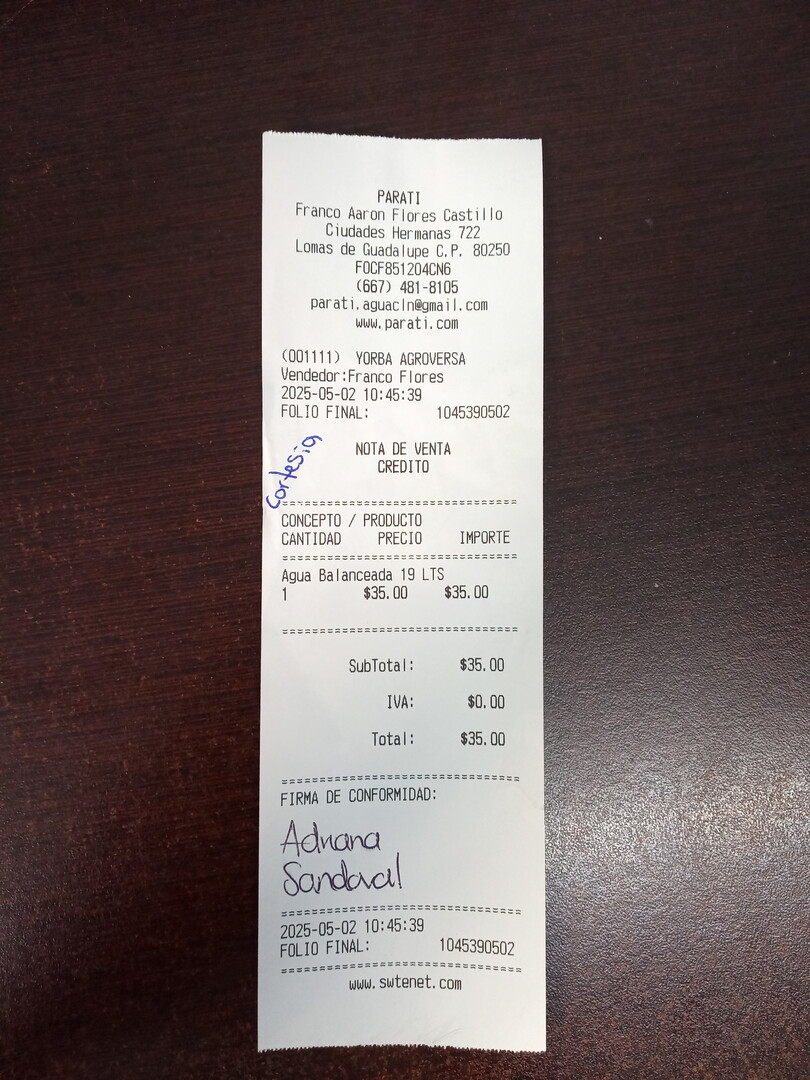 PARATI
Franco Aaron Flores Castillo
Ciudades Hermanas 722
Lomas de Guadalupe C.P. 80250
FOCF851204CN6
(667) 481-8105
parati.aguacln@gmail.com
www.parati.com
(001111) YORBA AGROVERSA
Vendedor:Franco Flores
2025-05-02 10:45:39
FOLIO FINAL: 1045390502
Cortesia
NOTA DE VENTA
CREDITO
================================
CONCEPTO / PRODUCTO
CANTIDAD PRECIO IMPORTE
================================
Agua Balanceada 19 LTS
1 $35.00 $35.00
================================
SubTotal: $35.00
IVA: $0.00
Total: $35.00
================================
FIRMA DE CONFORMIDAD:
Adriana
Sandoval
================================
2025-05-02 10:45:39
FOLIO FINAL: 1045390502
================================
www.swtenet.com